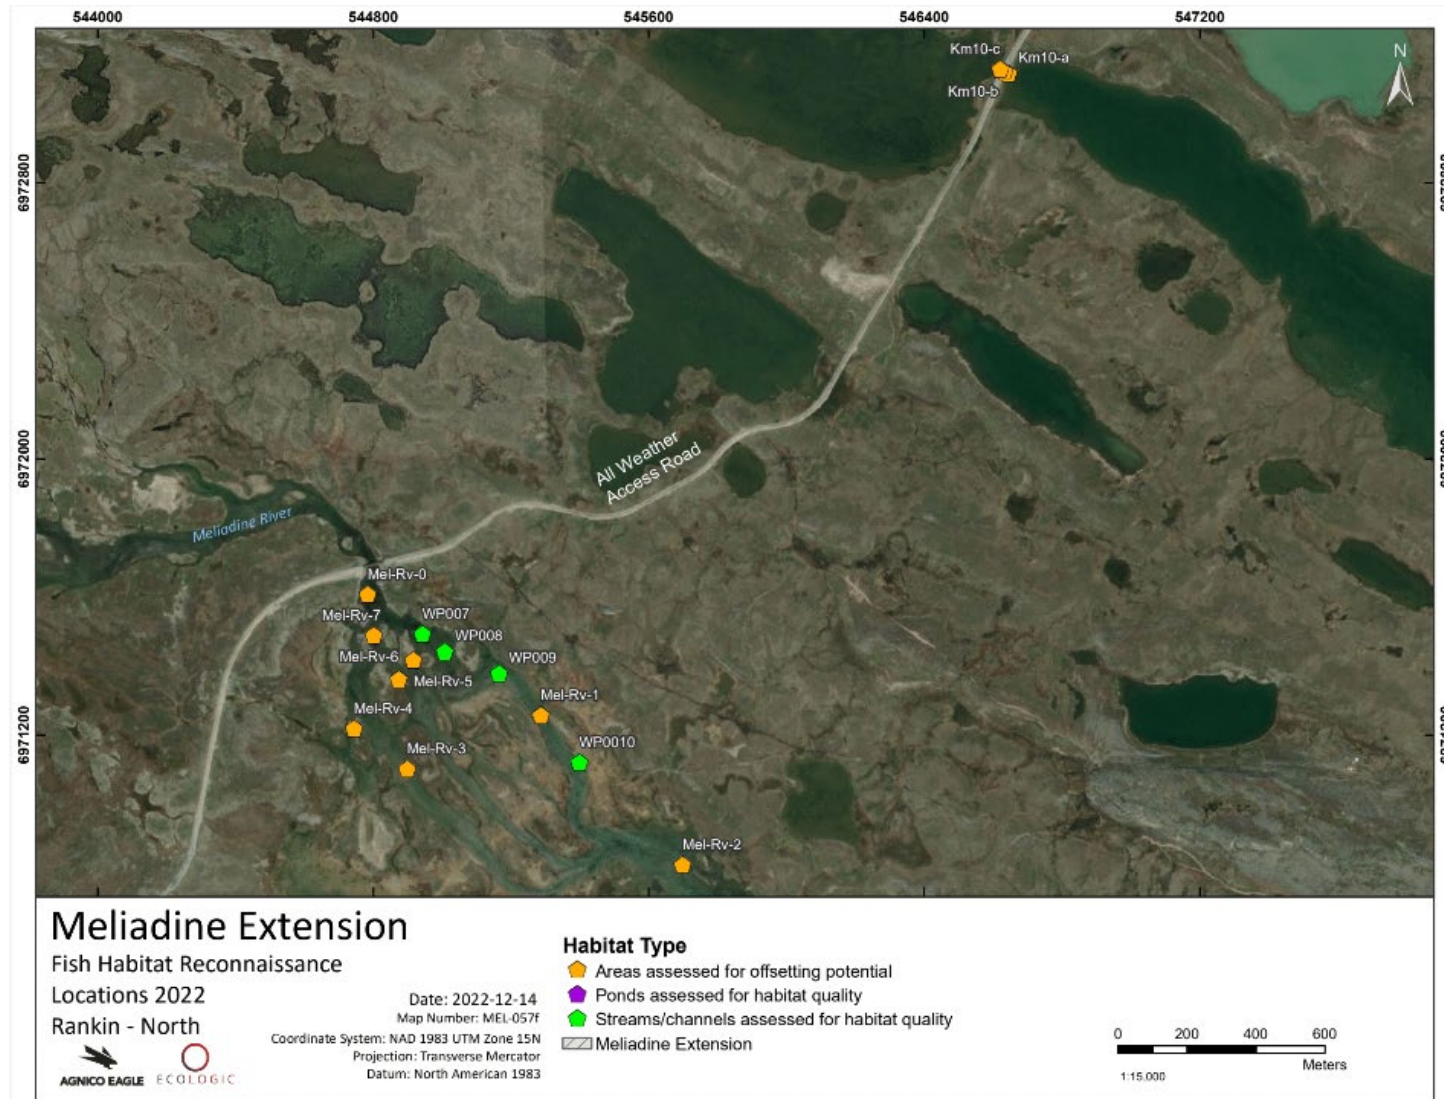 544000
544800
545600
546400
547200
Km10-c
Km10-a
Km10-b
N
6972800
6972000
6971200
All Weather
Access Road
Meliadine River
Mel-Rv-0
Mel-Rv-7
WP007
WP008
Mel-Rv-6
WP009
Mel-Rv-5
Mel-Rv-1
Mel-Rv-4
WP0010
Mel-Rv-3
Mel-Rv-2
Meliadine Extension
Fish Habitat Reconnaissance
Locations 2022
Rankin - North
AGNICO EAGLE
ECOLOGIC
Date: 2022-12-14
Map Number: MEL-057f
Coordinate System: NAD 1983 UTM Zone 15N
Projection: Transverse Mercator
Datum: North American 1983
Habitat Type
Areas assessed for offsetting potential
Ponds assessed for habitat quality
Streams/channels assessed for habitat quality
Meliadine Extension
0 200 400 600
Meters
1:15,000